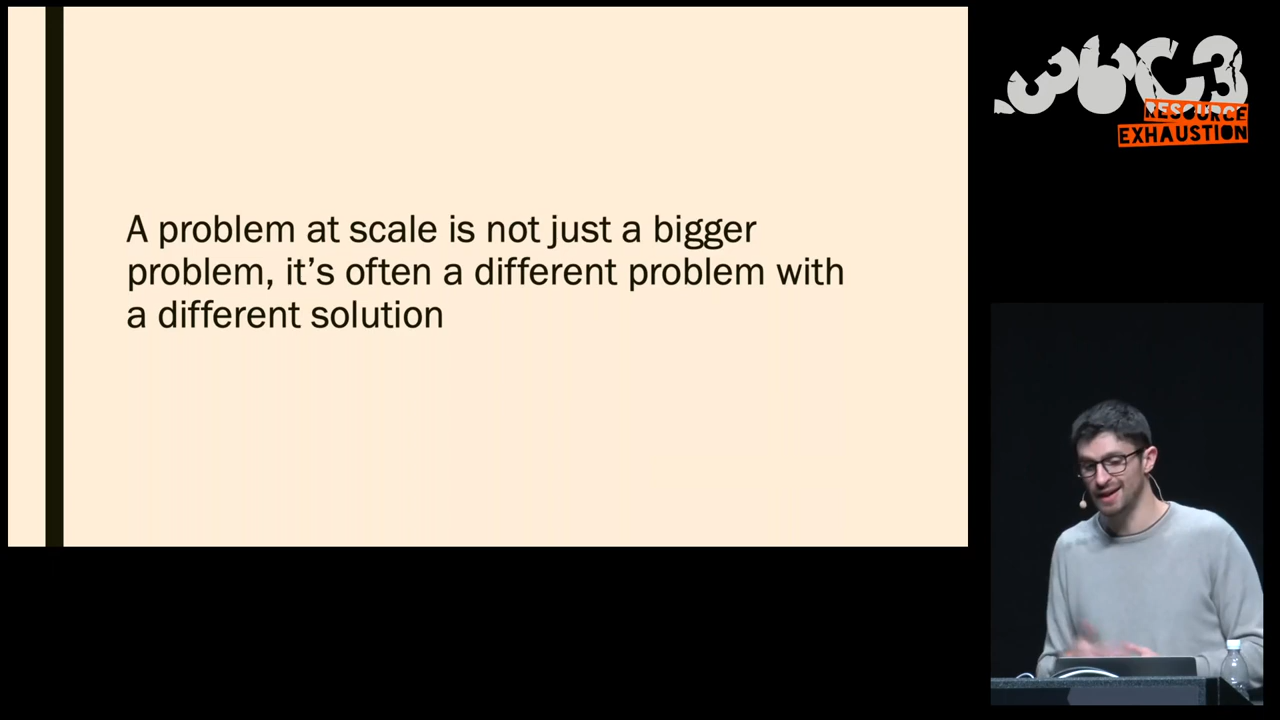 A problem at scale is not just a bigger
problem, it's often a different problem with
a different solution
36C3
RESOURCE
EXHAUSTION